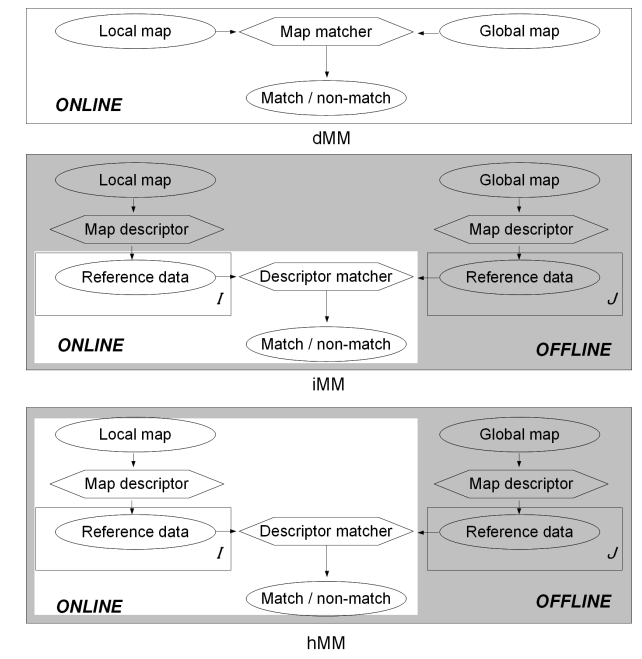 Local map
Map matcher
Global map
Match / non-match
ONLINE
dMM
Local map
Global map
Map descriptor
Map descriptor
Reference data
Descriptor matcher
Reference data
I
J
ONLINE
Match / non-match
OFFLINE
iMM
Local map
Global map
Map descriptor
Map descriptor
Reference data
Descriptor matcher
Reference data
I
J
ONLINE
Match / non-match
OFFLINE
hMM